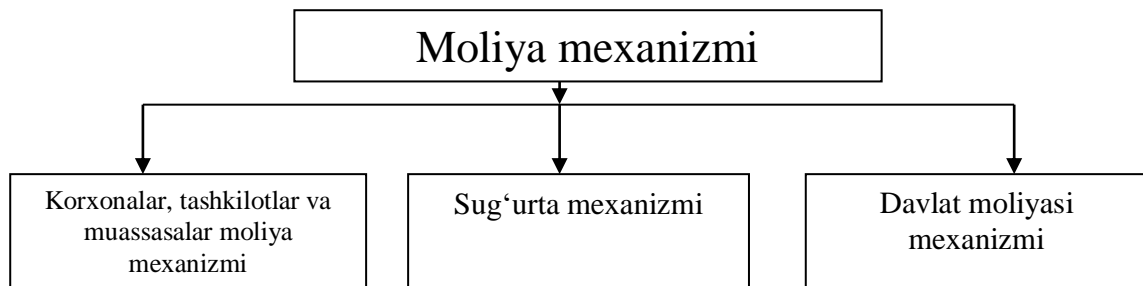 Moliya mexanizmi
Korxonalar, tashkilotlar va
muassasalar moliya
mexanizmi
Sug‘urta mexanizmi
Davlat moliyasi
mexanizmi